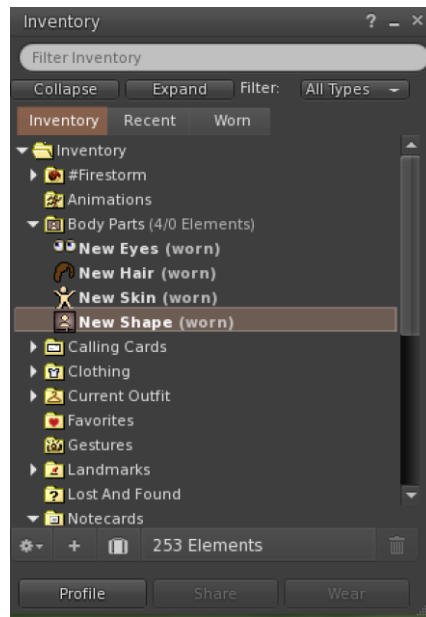 Inventory ? _ ×
Filter Inventory
Collapse Expand Filter: All Types
Inventory Recent Worn
Inventory
#Firestorm
Animations
Body Parts (4/0 Elements)
New Eyes (worn)
New Hair (worn)
New Skin (worn)
New Shape (worn)
Calling Cards
Clothing
Current Outfit
Favorites
Gestures
Landmarks
Lost And Found
Notecards
+ 253 Elements
Profile Share Wear